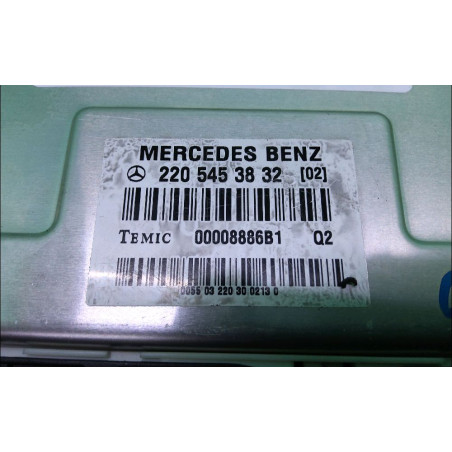 MERCEDES BENZ
220 545 38 32 [02]
TEMIC 00008886B1 Q2
0055 03 220 30 0213 0